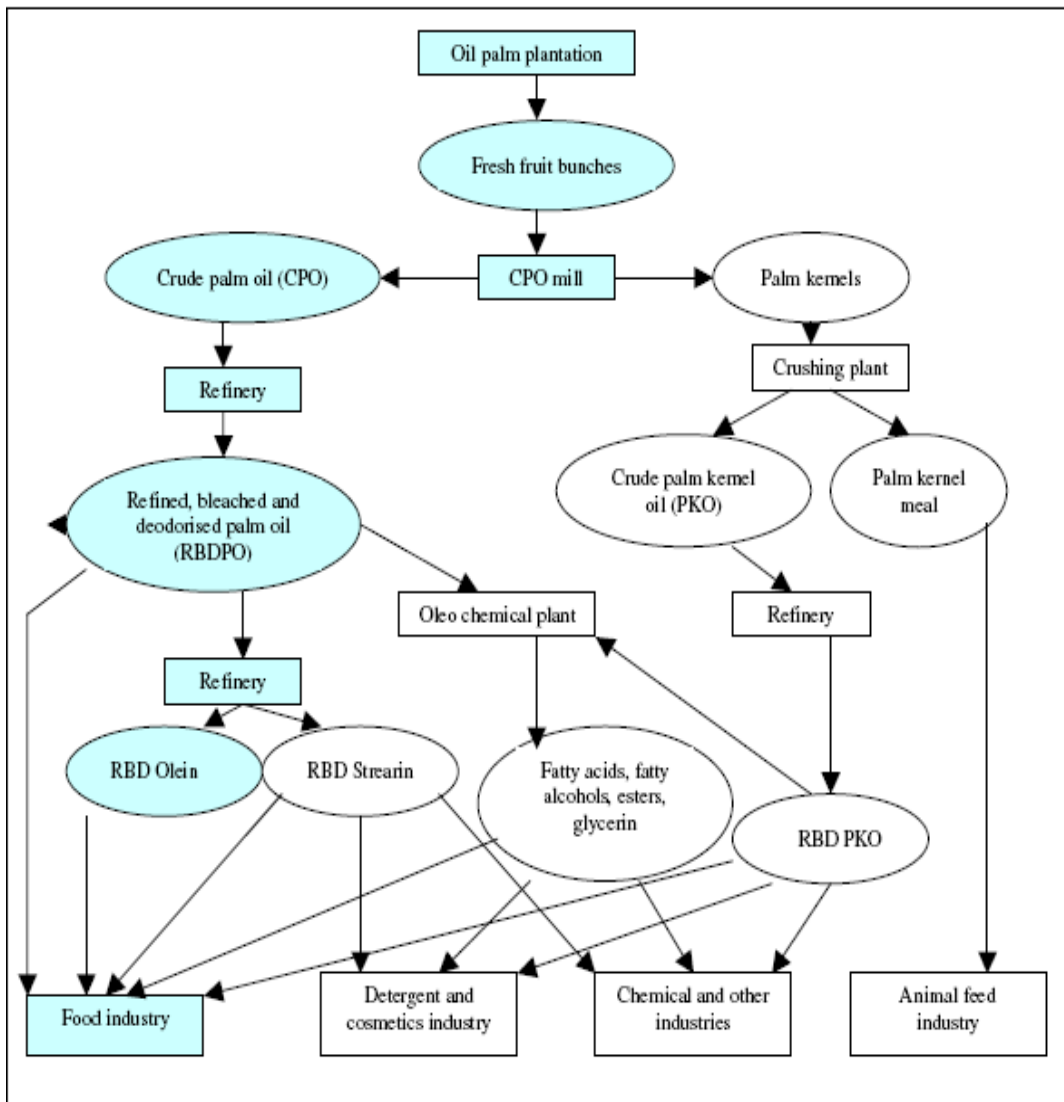 Oil palm plantation
Fresh fruit bunches
Crude palm oil (CPO)
CPO mill
Palm kernels
Refinery
Crushing plant
Refined, bleached and
deodorised palm oil
(RBDPO)
Crude palm kernel
oil (PKO)
Palm kernel
meal
Oleo chemical plant
Refinery
Refinery
RBD Olein
RBD Strearin
Fatty acids, fatty
alcohols, esters,
glycerin
RBD PKO
Food industry
Detergent and
cosmetics industry
Chemical and other
industries
Animal feed
industry